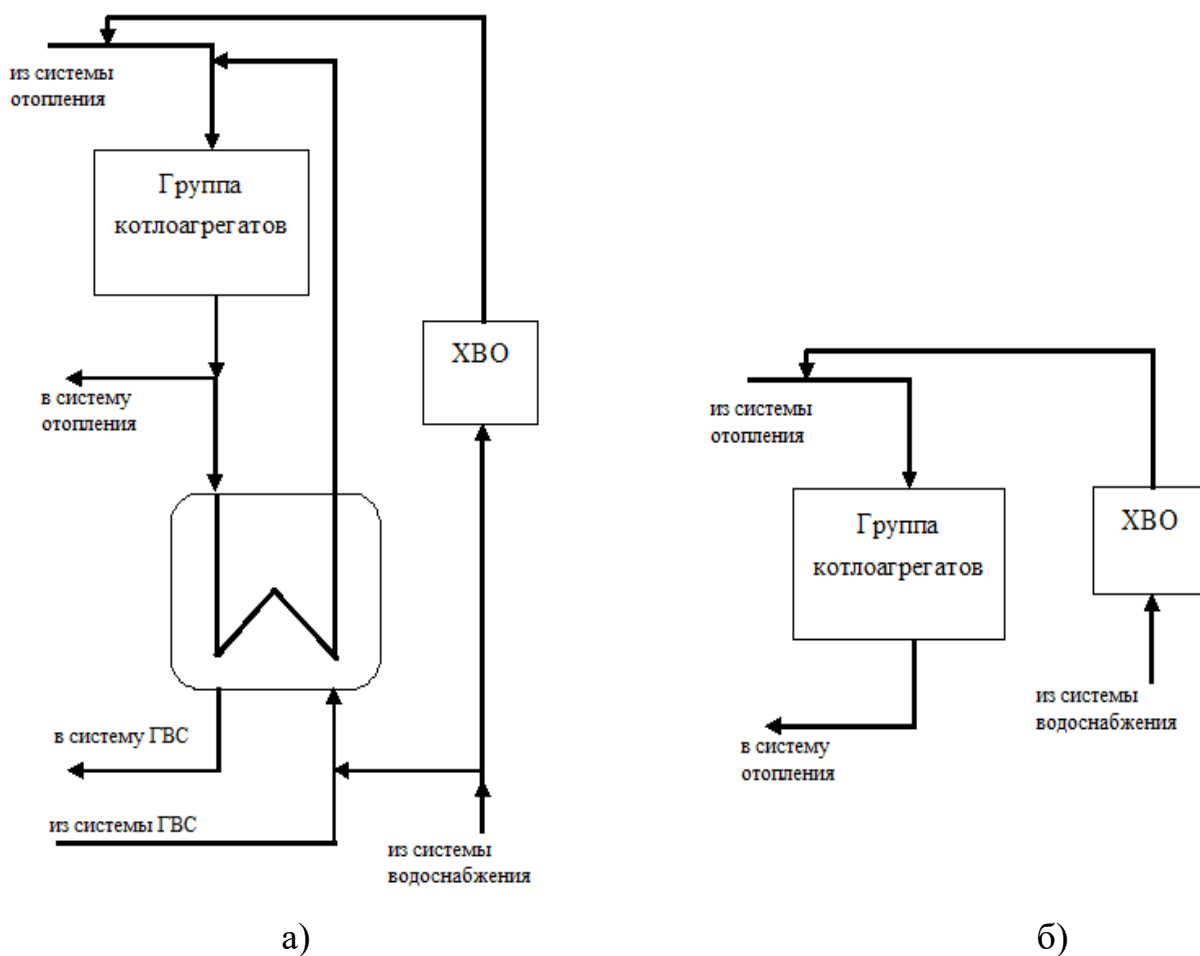 из системы
отопления
Группа
котлоагрегатов
ХВО
в систему
отопления
в систему ГВС
из системы ГВС
из системы
водоснабжения
а)
из системы
отопления
Группа
котлоагрегатов
ХВО
из системы
водоснабжения
в систему
отопления
б)